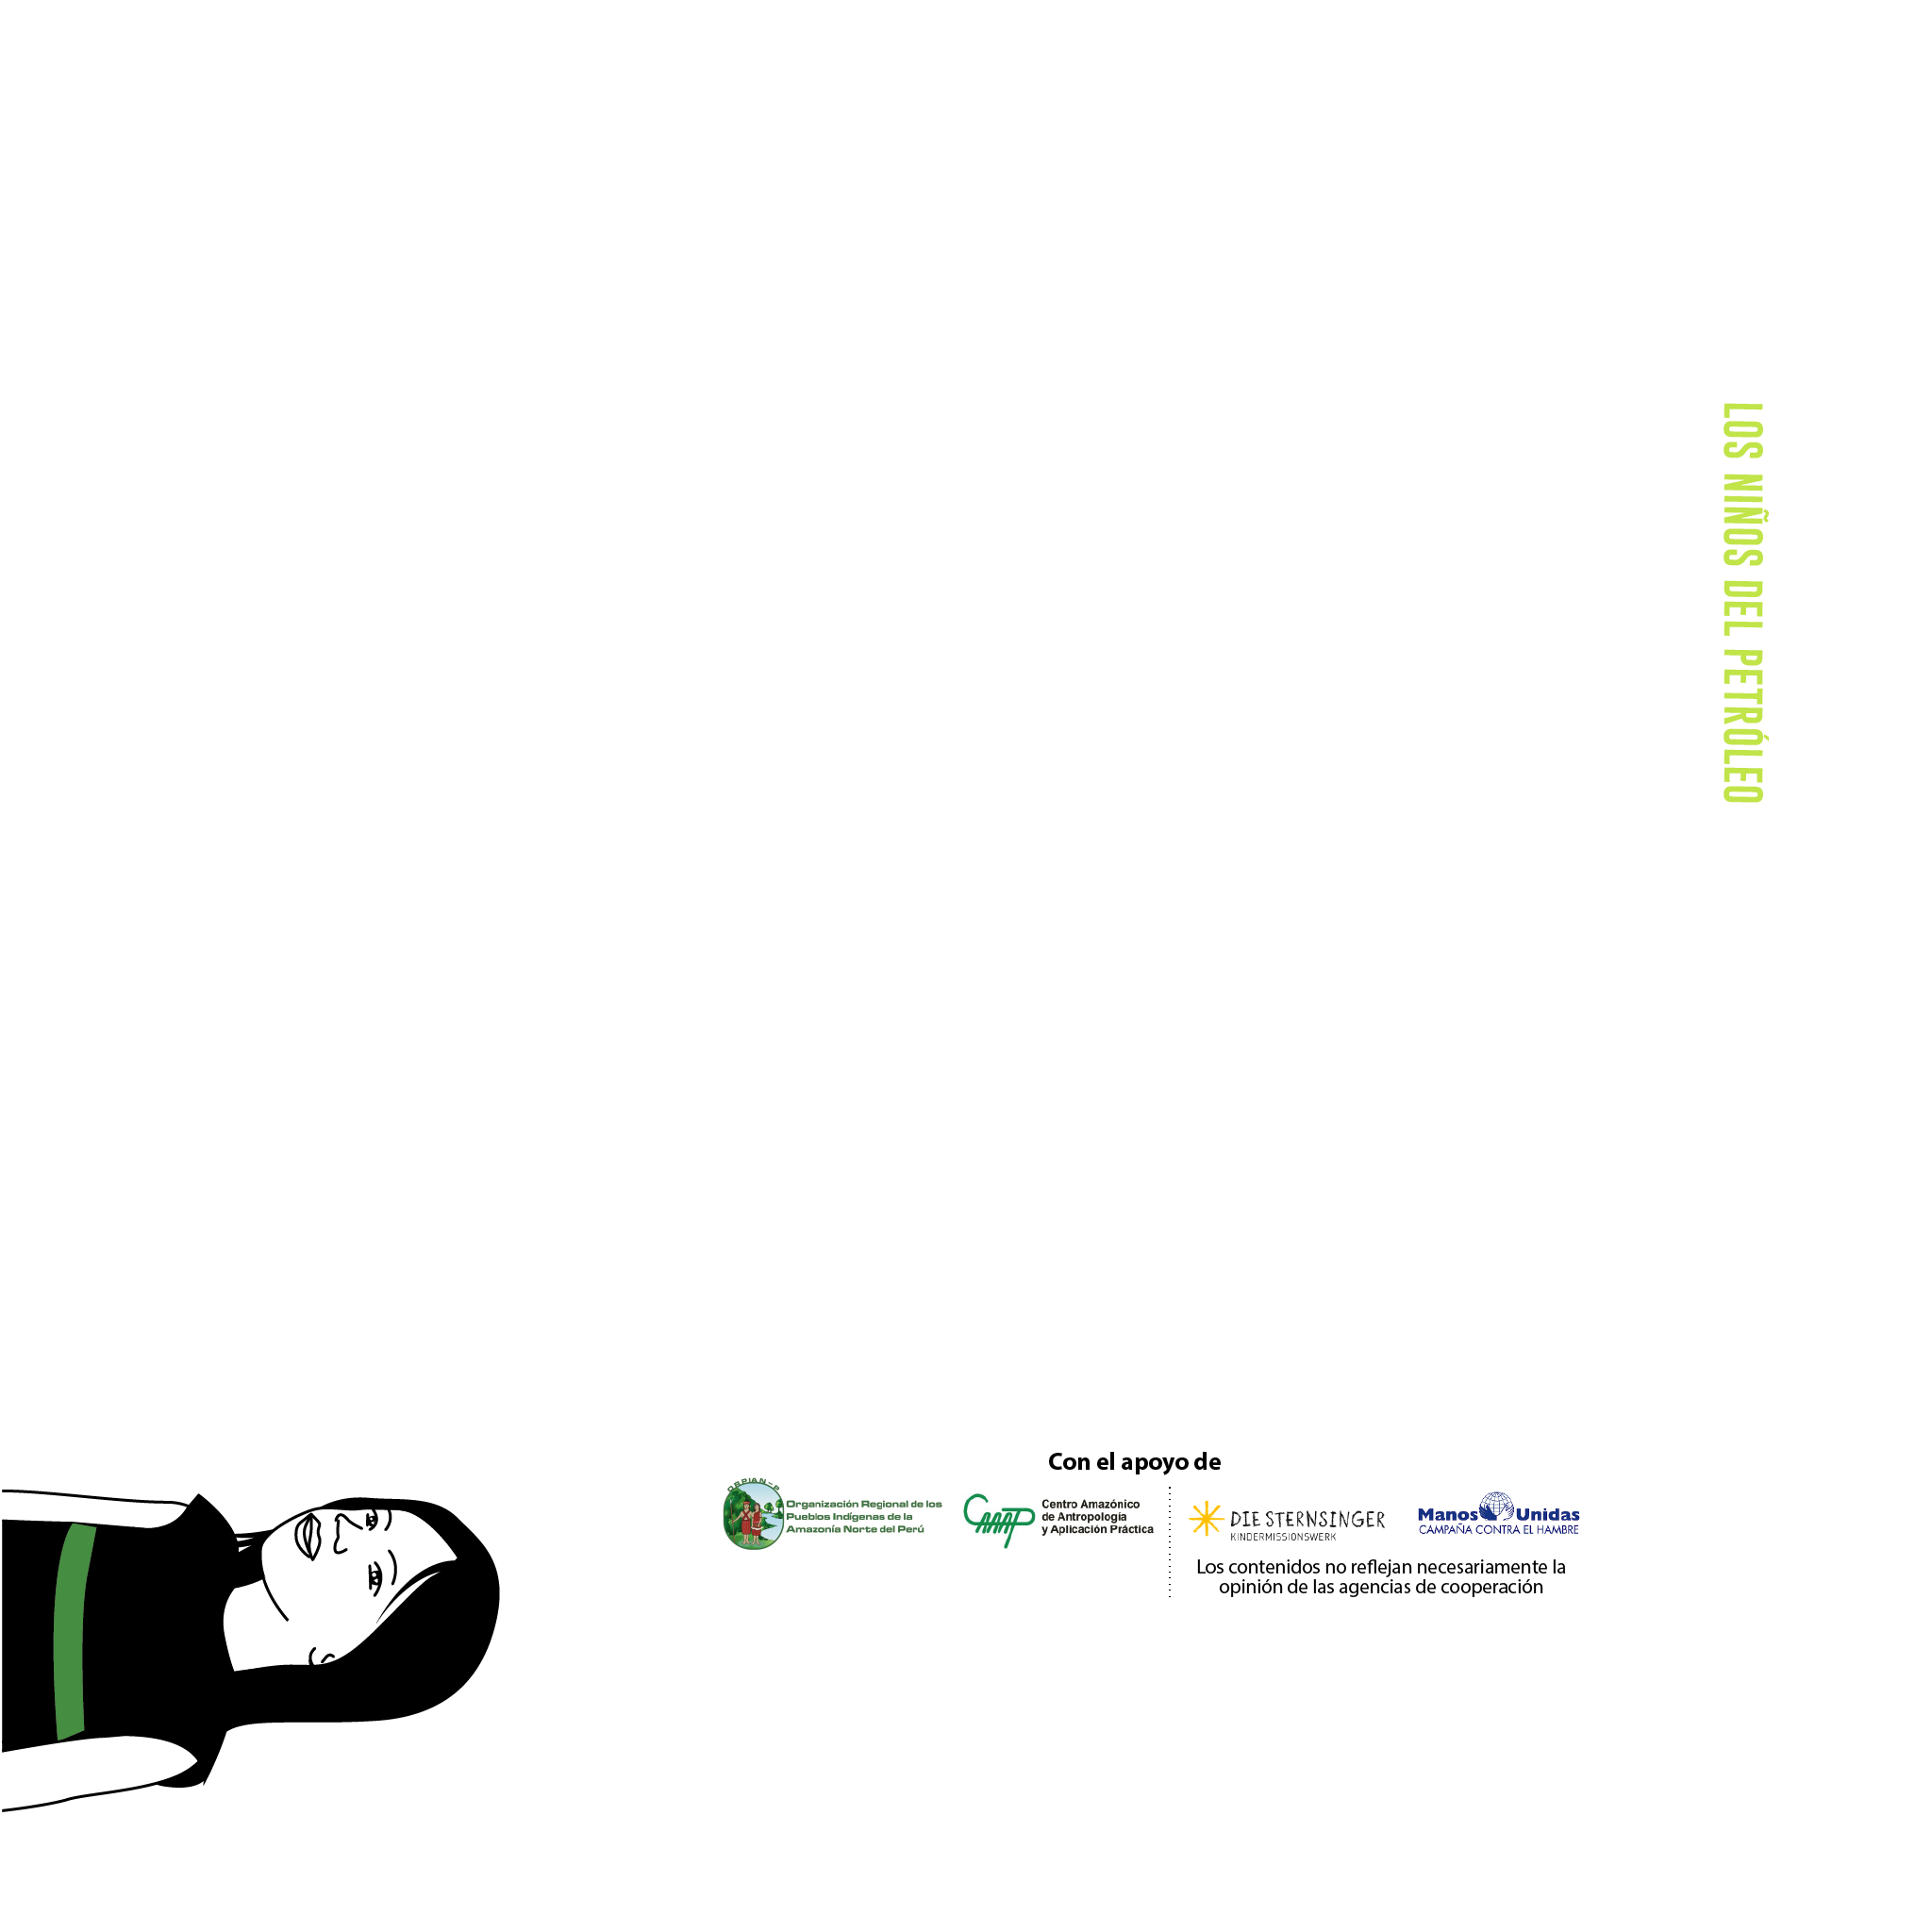 LOS NIÑOS DEL PETRÓLEO
Con el apoyo de
ORPIAN-P
Organización Regional de los
Pueblos Indígenas de la
Amazonía Norte del Perú
CAAAP
Centro Amazónico
de Antropología
y Aplicación Práctica
DIE STERNSINGER
KINDERMISSIONSWERK
Manos Unidas
CAMPAÑA CONTRA EL HAMBRE
Los contenidos no reflejan necesariamente la
opinión de las agencias de cooperación